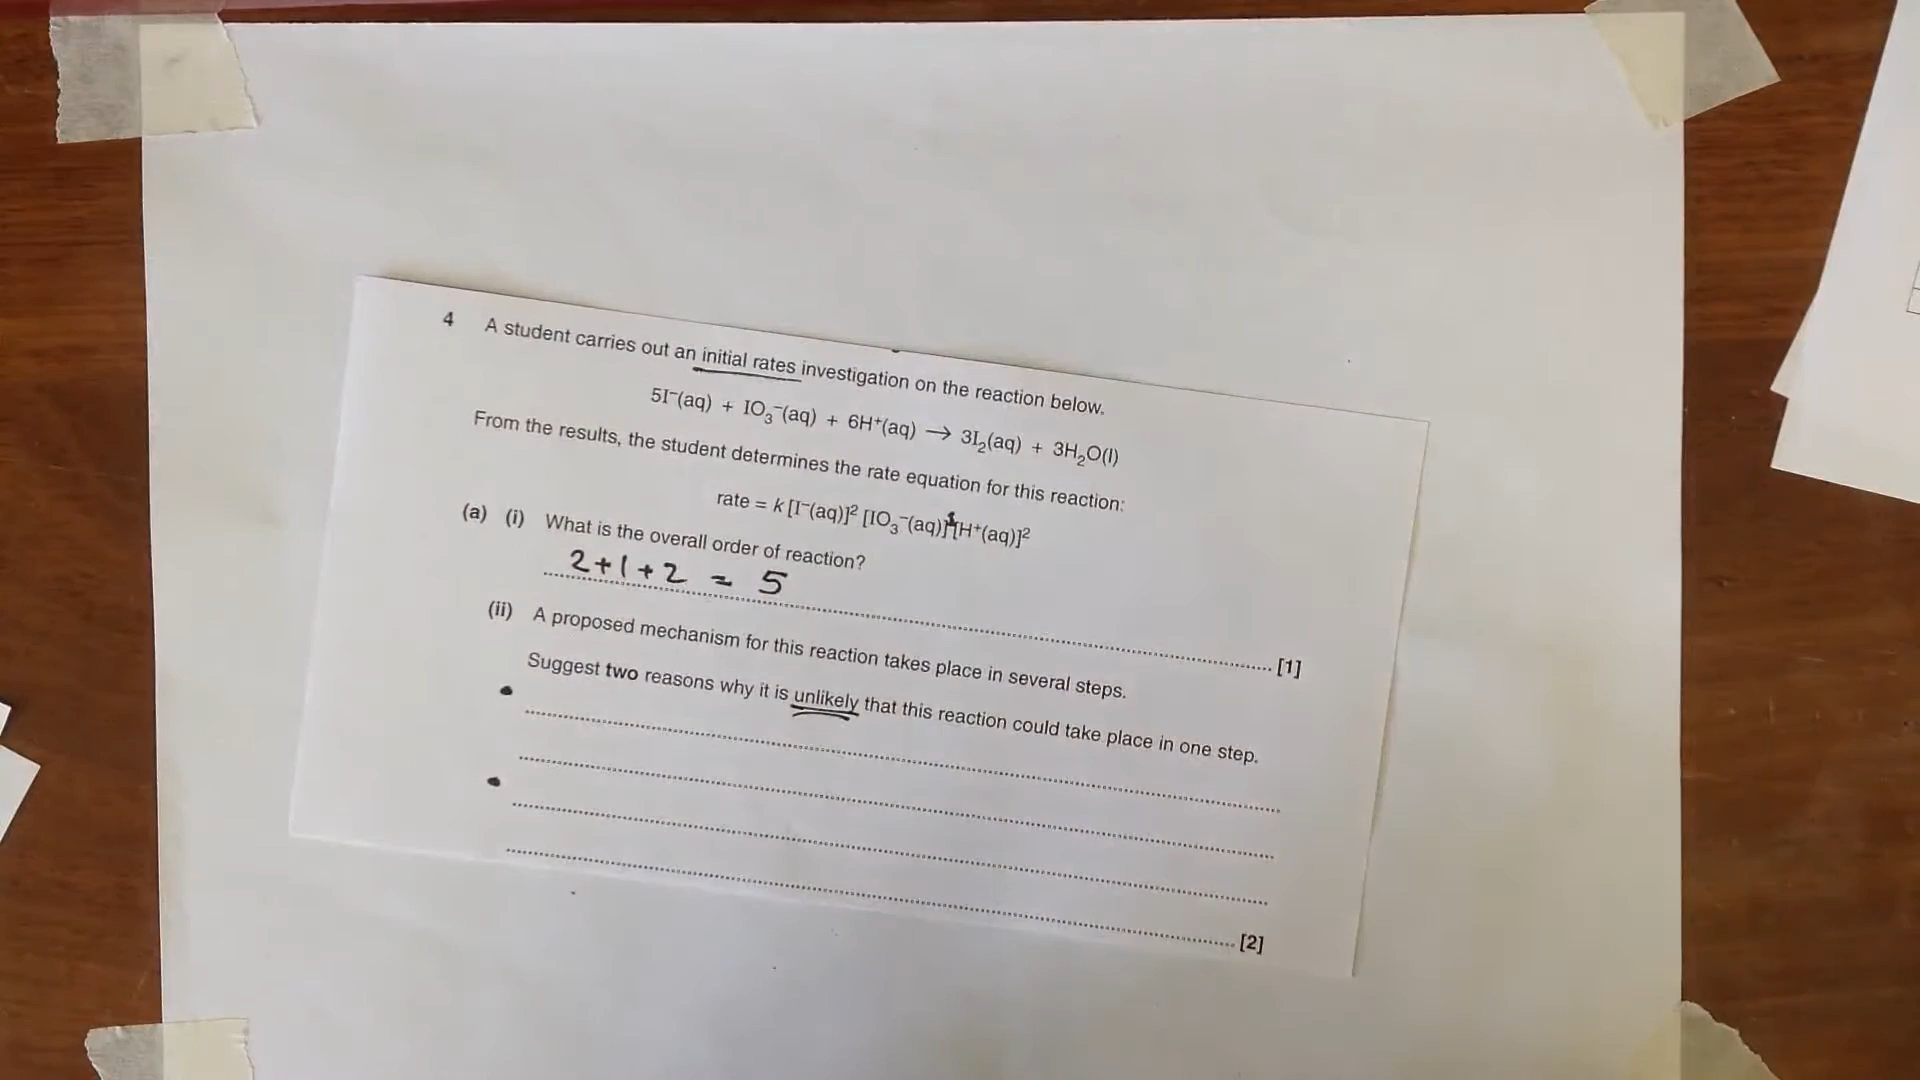 4 A student carries out an initial rates investigation on the reaction below.
5I⁻(aq) + IO₃⁻(aq) + 6H⁺(aq) → 3I₂(aq) + 3H₂O(l)
From the results, the student determines the rate equation for this reaction:
rate = k [I⁻(aq)]² [IO₃⁻(aq)]¹[H⁺(aq)]²
(a) (i) What is the overall order of reaction?
2+1+2 = 5
[1]
(ii) A proposed mechanism for this reaction takes place in several steps.
Suggest two reasons why it is unlikely that this reaction could take place in one step.
•
•
[2]